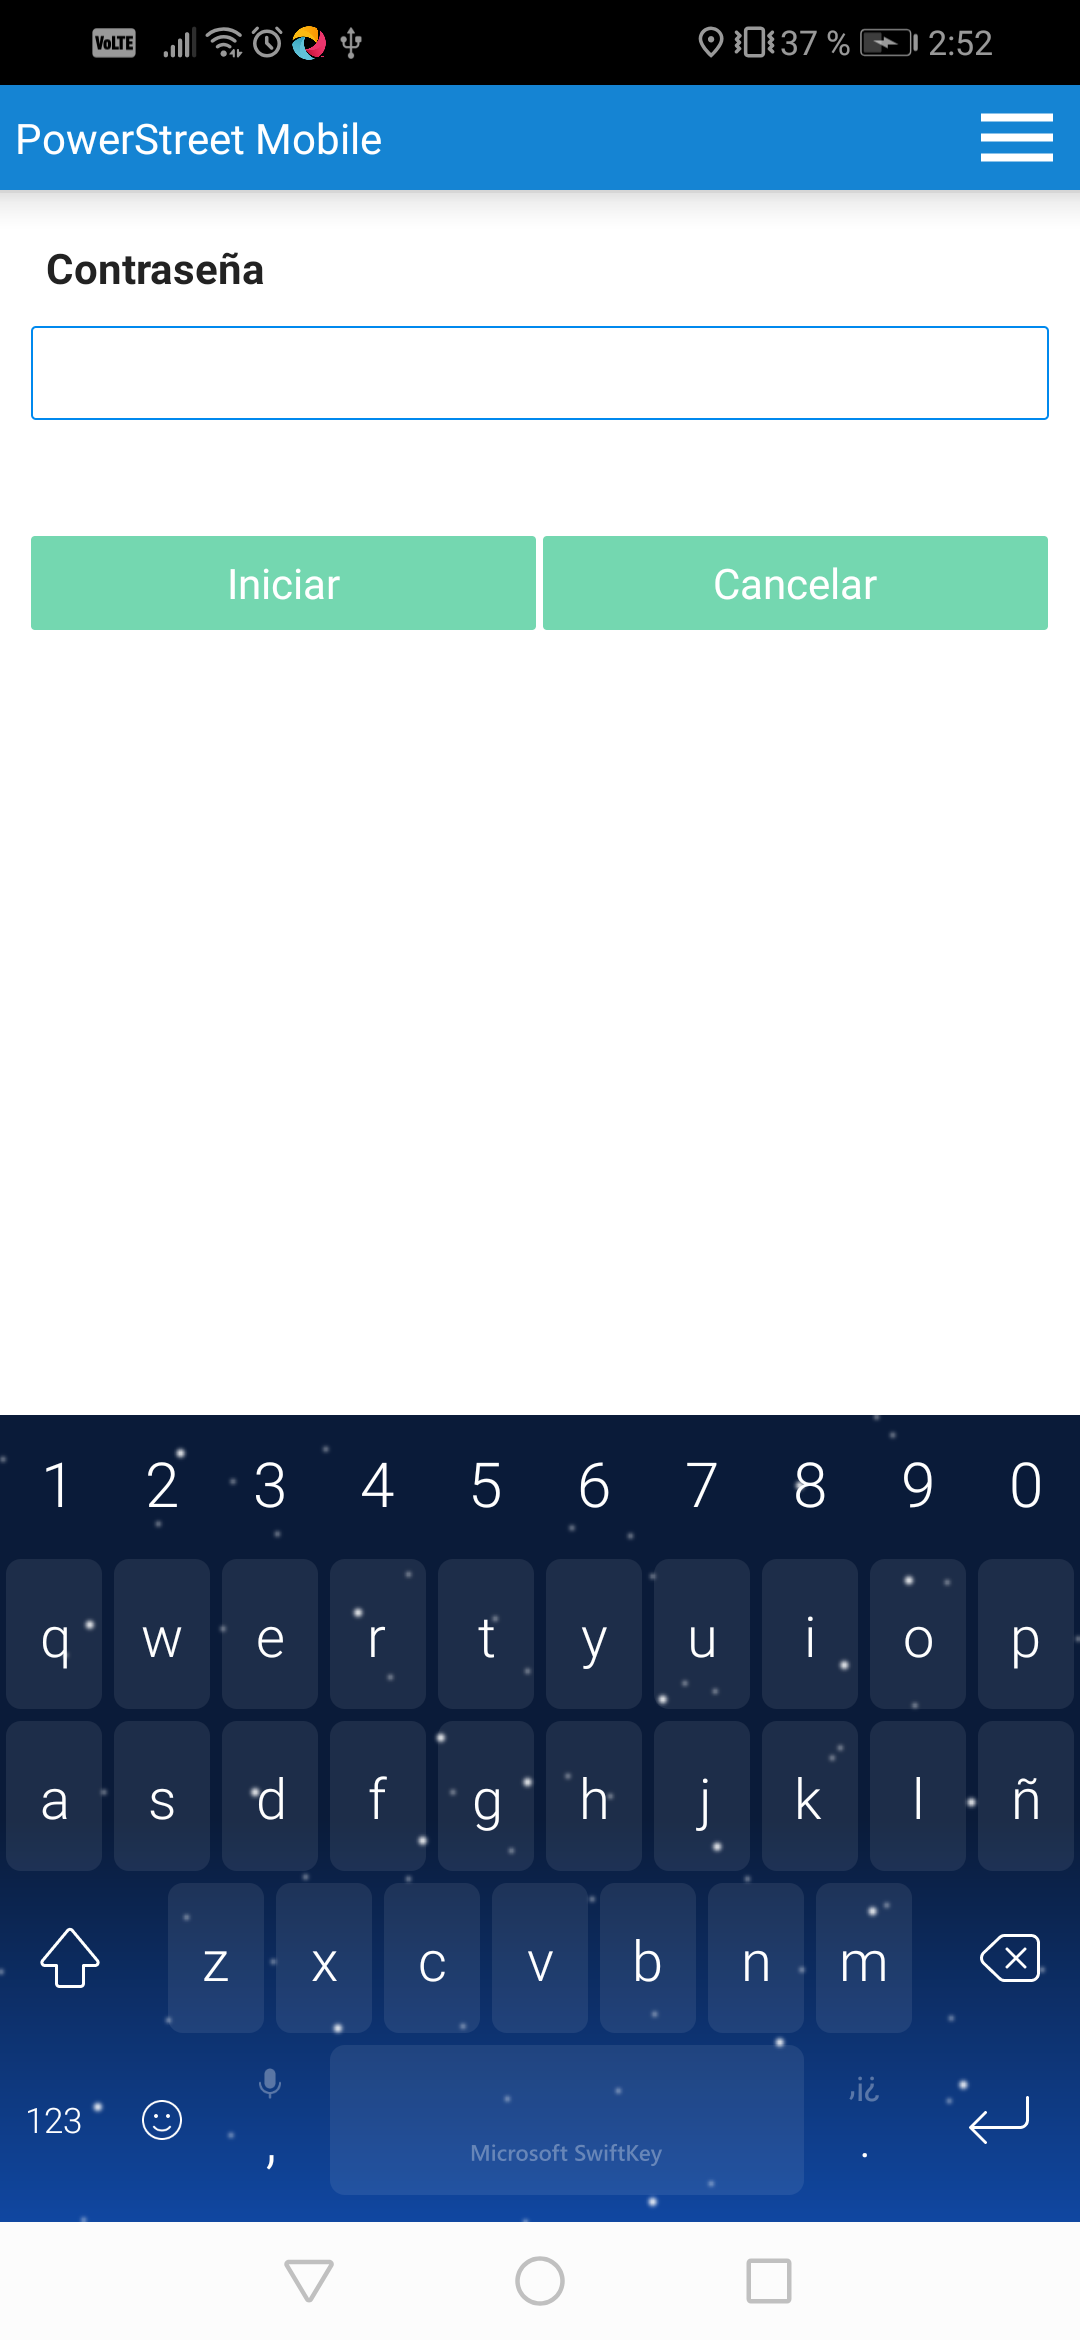 VoLTE 37 % 2:52
PowerStreet Mobile
Contraseña
Iniciar Cancelar
1 2 3 4 5 6 7 8 9 0
q w e r t y u i o p
a s d f g h j k l ñ
z x c v b n m
123 , Microsoft SwiftKey ,¡¿ .